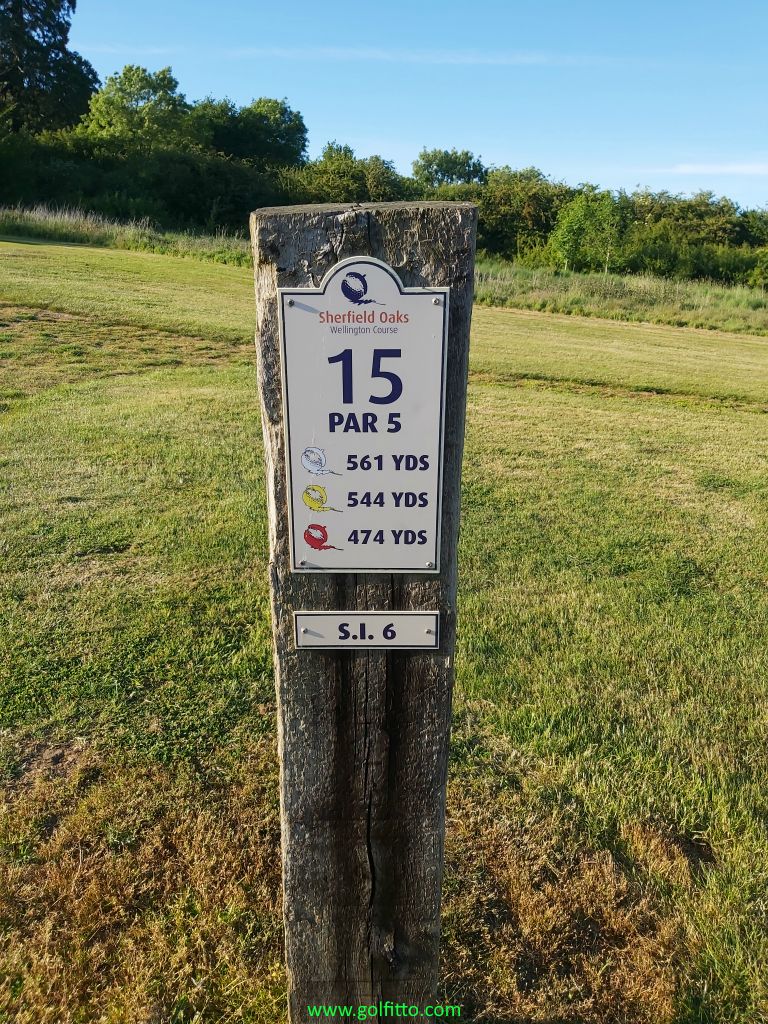 Sherfield Oaks
Wellington Course
15
PAR 5
561 YDS
544 YDS
474 YDS
S.I. 6
www.golfitto.com